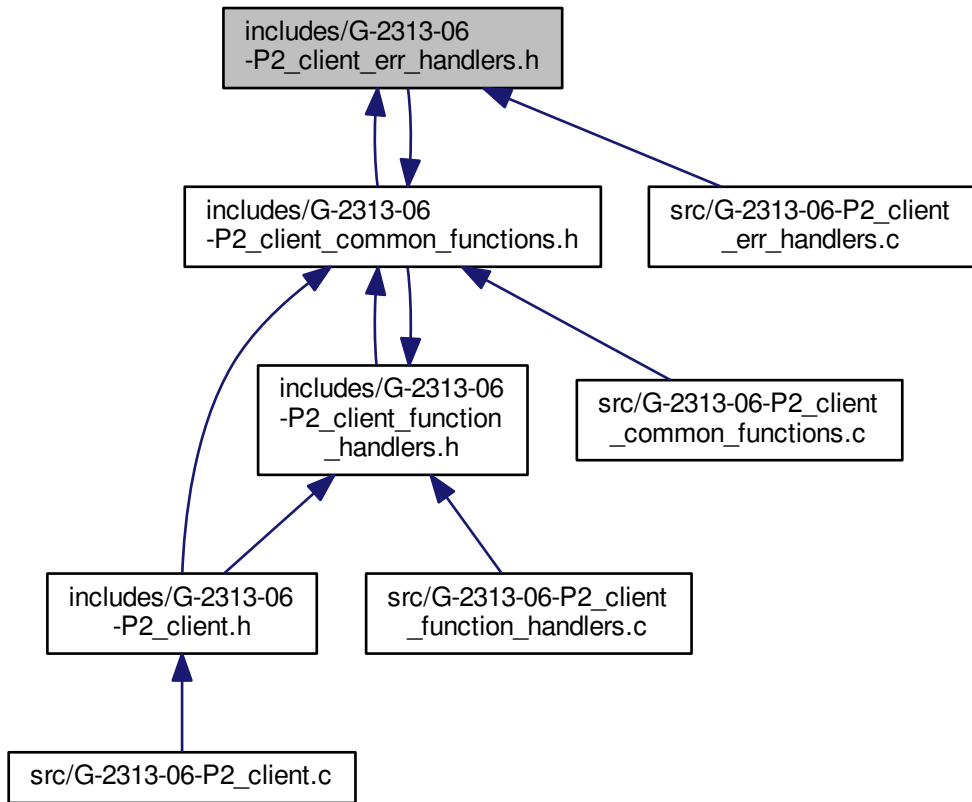 includes/G-2313-06
-P2_client_err_handlers.h
includes/G-2313-06
-P2_client_common_functions.h
src/G-2313-06-P2_client
_err_handlers.c
includes/G-2313-06
-P2_client_function
_handlers.h
src/G-2313-06-P2_client
_common_functions.c
includes/G-2313-06
-P2_client.h
src/G-2313-06-P2_client
_function_handlers.c
src/G-2313-06-P2_client.c